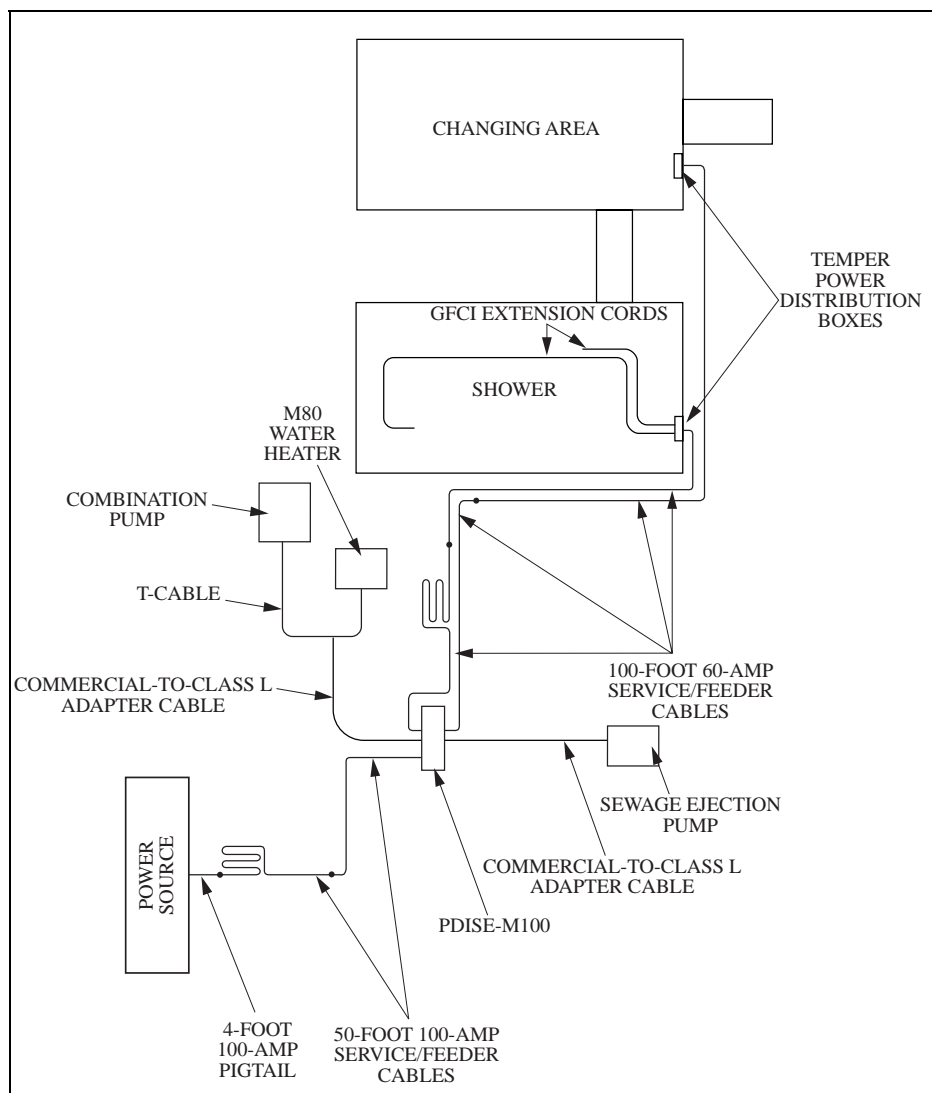 CHANGING AREA
TEMPER
POWER
DISTRIBUTION
BOXES
GFCI EXTENSION CORDS
SHOWER
M80
WATER
HEATER
COMBINATION
PUMP
T-CABLE
COMMERCIAL-TO-CLASS L
ADAPTER CABLE
100-FOOT 60-AMP
SERVICE/FEEDER
CABLES
SEWAGE EJECTION
PUMP
COMMERCIAL-TO-CLASS L
ADAPTER CABLE
POWER
SOURCE
PDISE-M100
4-FOOT
100-AMP
PIGTAIL
50-FOOT 100-AMP
SERVICE/FEEDER
CABLES